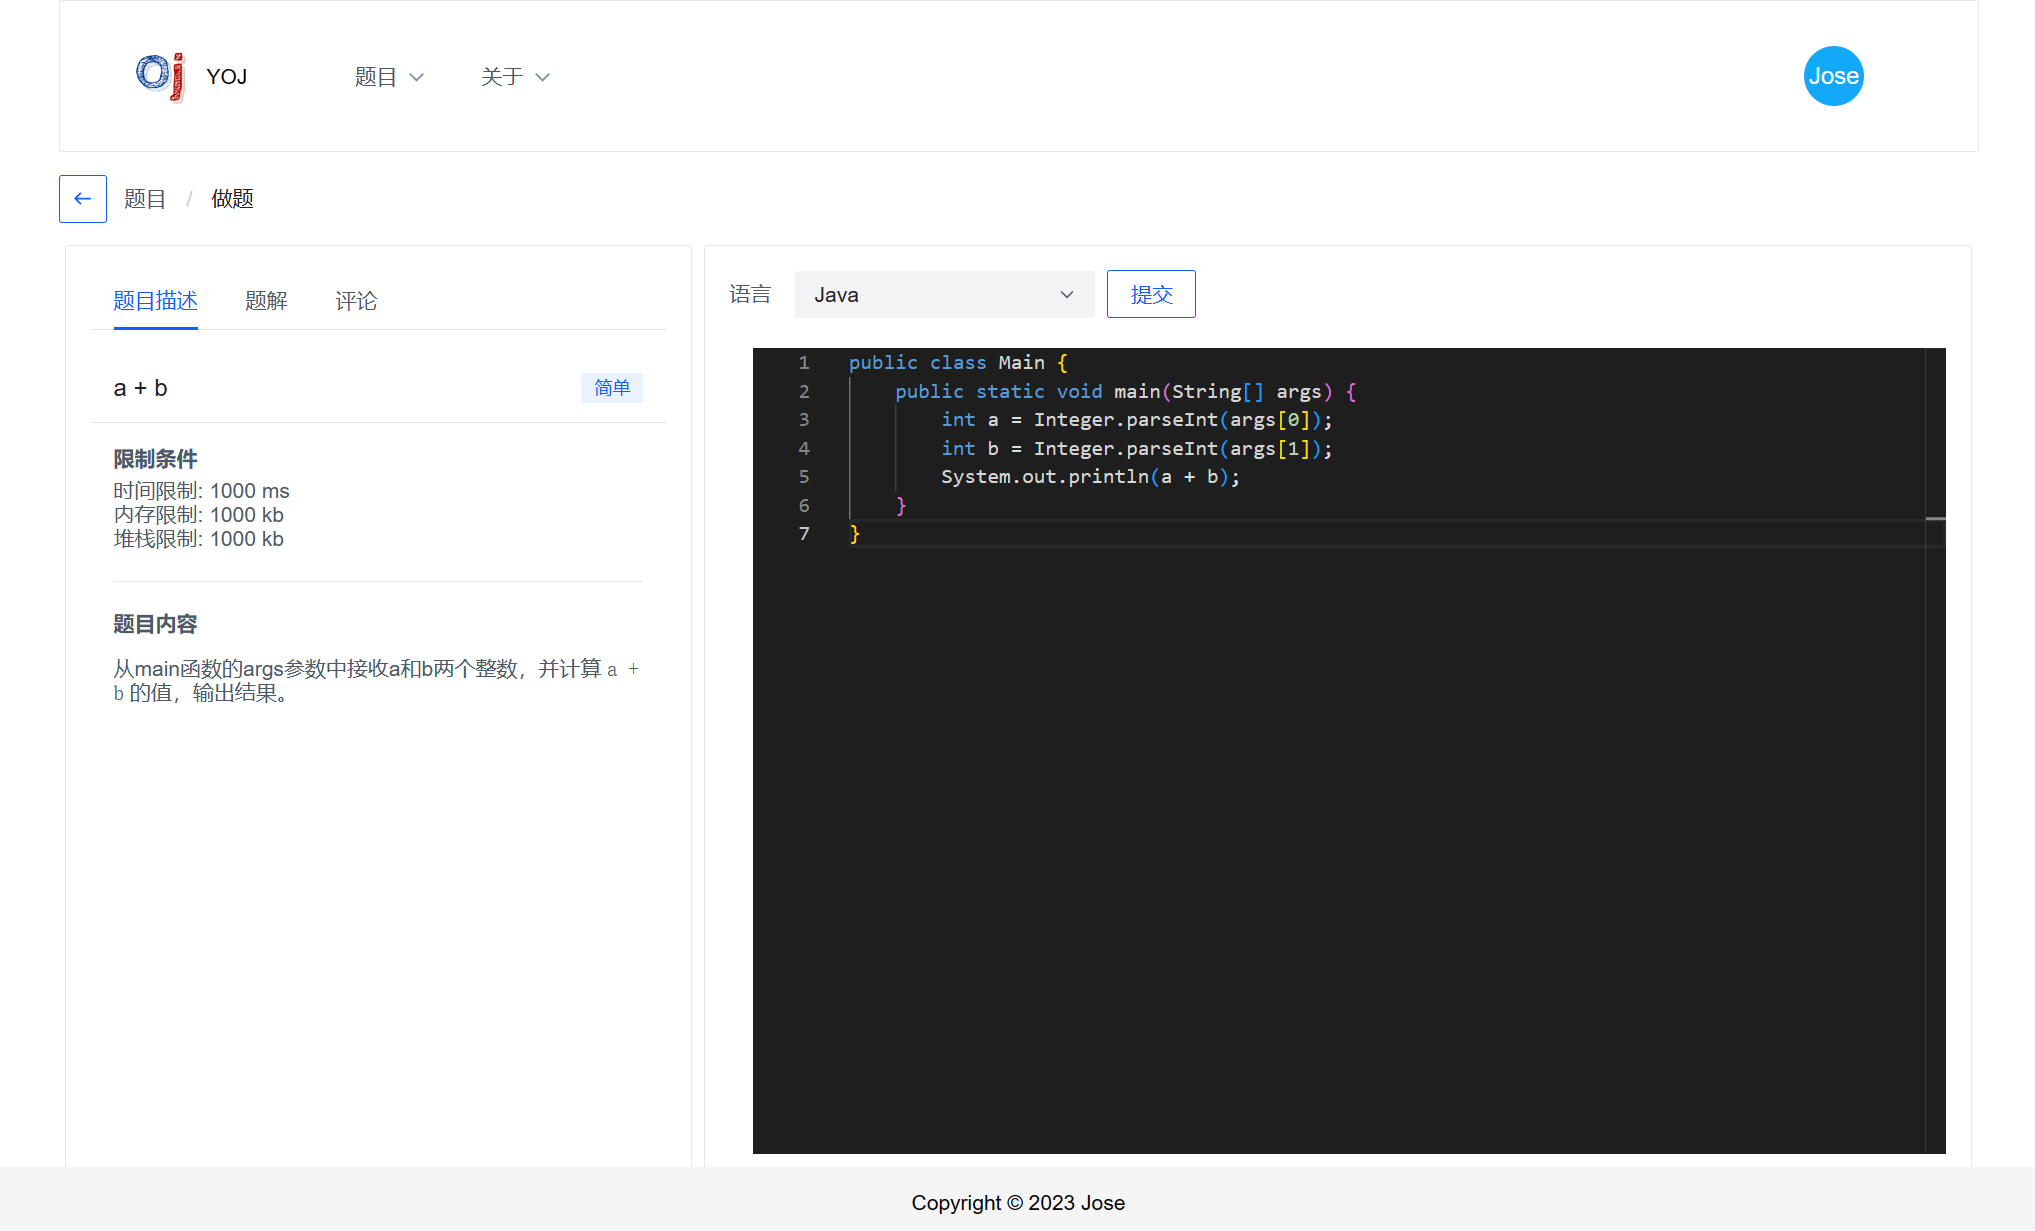 Oj YOJ 题目 关于 Jose
题目 / 做题
题目描述 题解 评论
a + b 简单
限制条件
时间限制: 1000 ms
内存限制: 1000 kb
堆栈限制: 1000 kb
题目内容
从main函数的args参数中接收a和b两个整数，并计算 a +
b 的值，输出结果。
语言 Java 提交
1 public class Main {
2     public static void main(String[] args) {
3         int a = Integer.parseInt(args[0]);
4         int b = Integer.parseInt(args[1]);
5         System.out.println(a + b);
6     }
7 }
Copyright © 2023 Jose